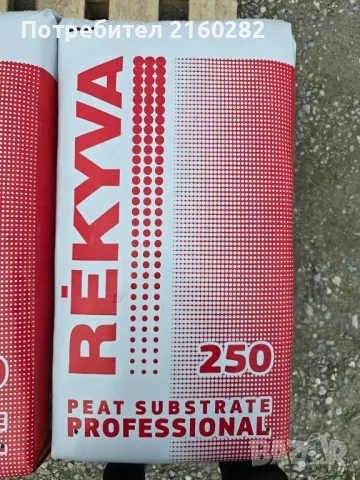 Потребител 2160282
RĖKYVA
250
PEAT SUBSTRATE
PROFESSIONAL